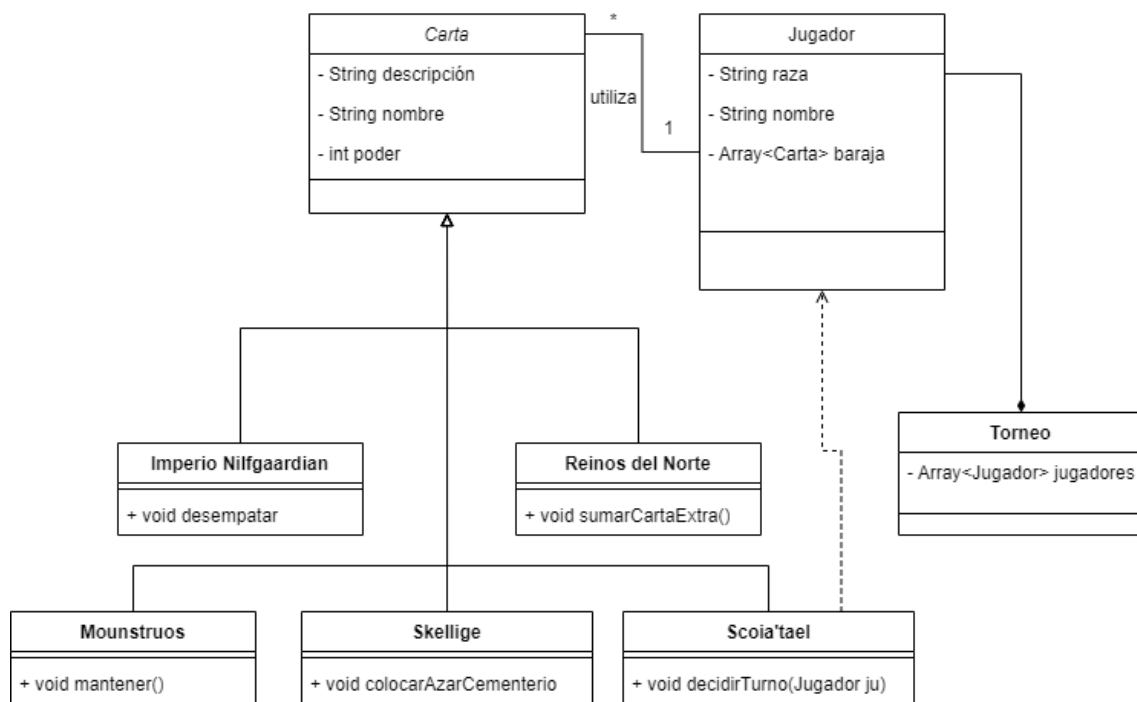 Carta
- String descripción
- String nombre
- int poder
*
utiliza
1
Jugador
- String raza
- String nombre
- Array<Carta> baraja
Torneo
- Array<Jugador> jugadores
Imperio Nilfgaardian
+ void desempatar
Reinos del Norte
+ void sumarCartaExtra()
Mounstruos
+ void mantener()
Skellige
+ void colocarAzarCementerio
Scoia'tael
+ void decidirTurno(Jugador ju)